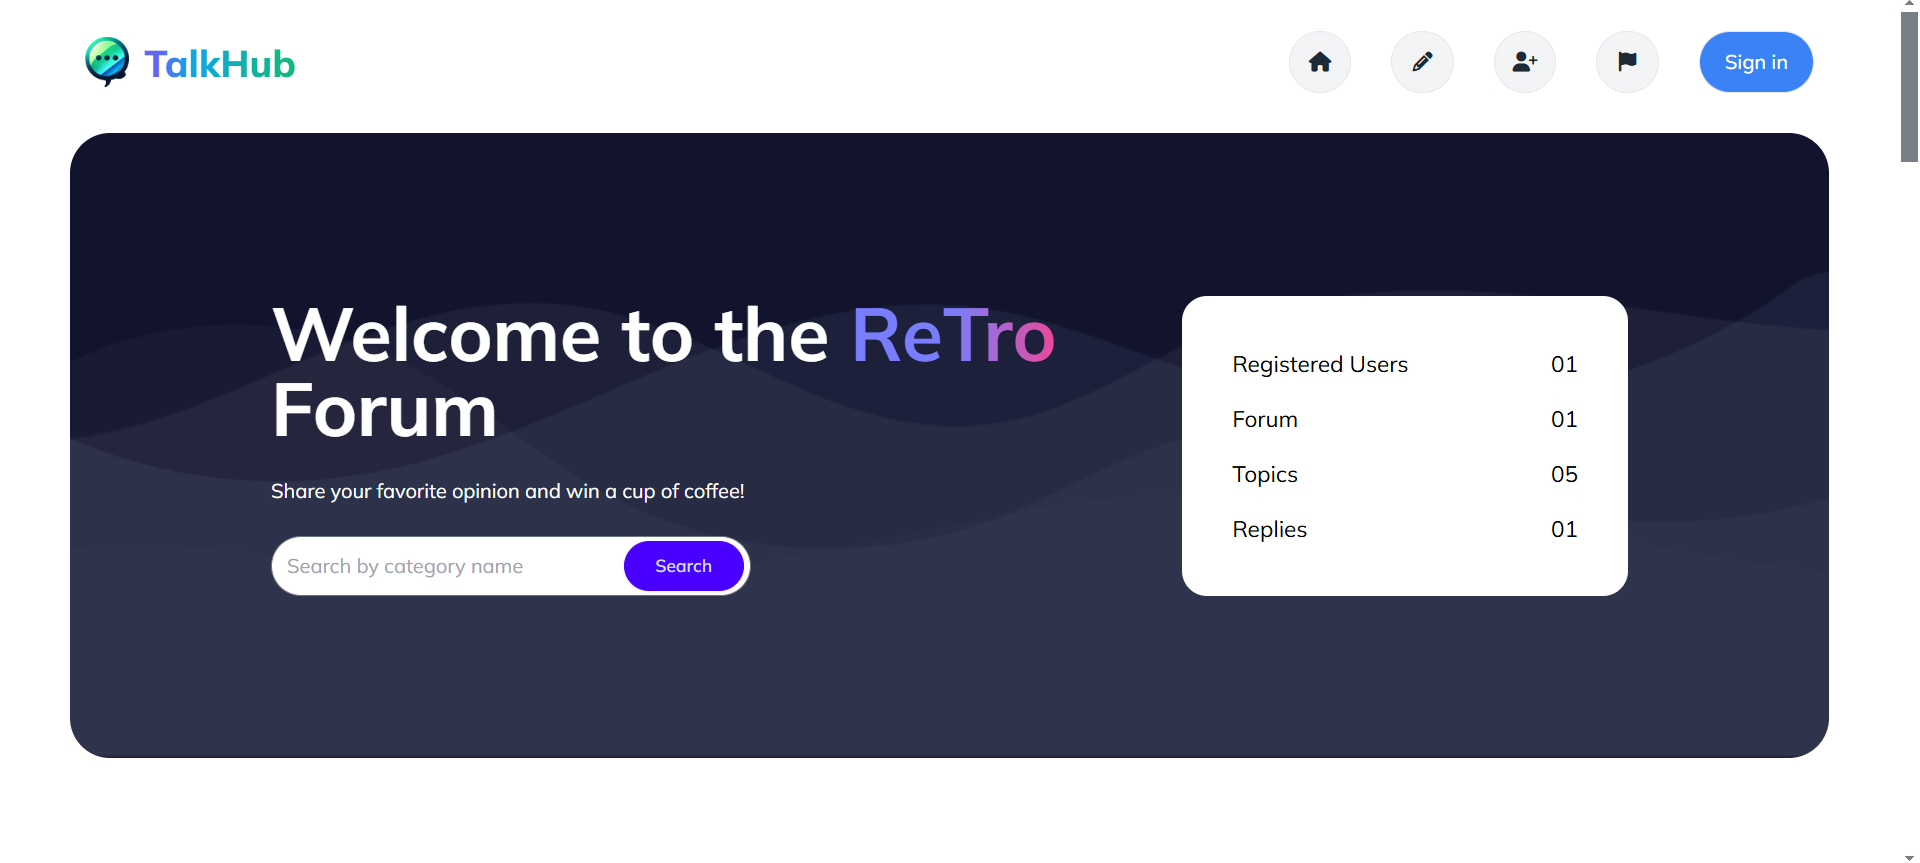 TalkHub
Sign in
Welcome to the ReTro
Forum
Share your favorite opinion and win a cup of coffee!
Search by category name
Search
Registered Users 01
Forum 01
Topics 05
Replies 01